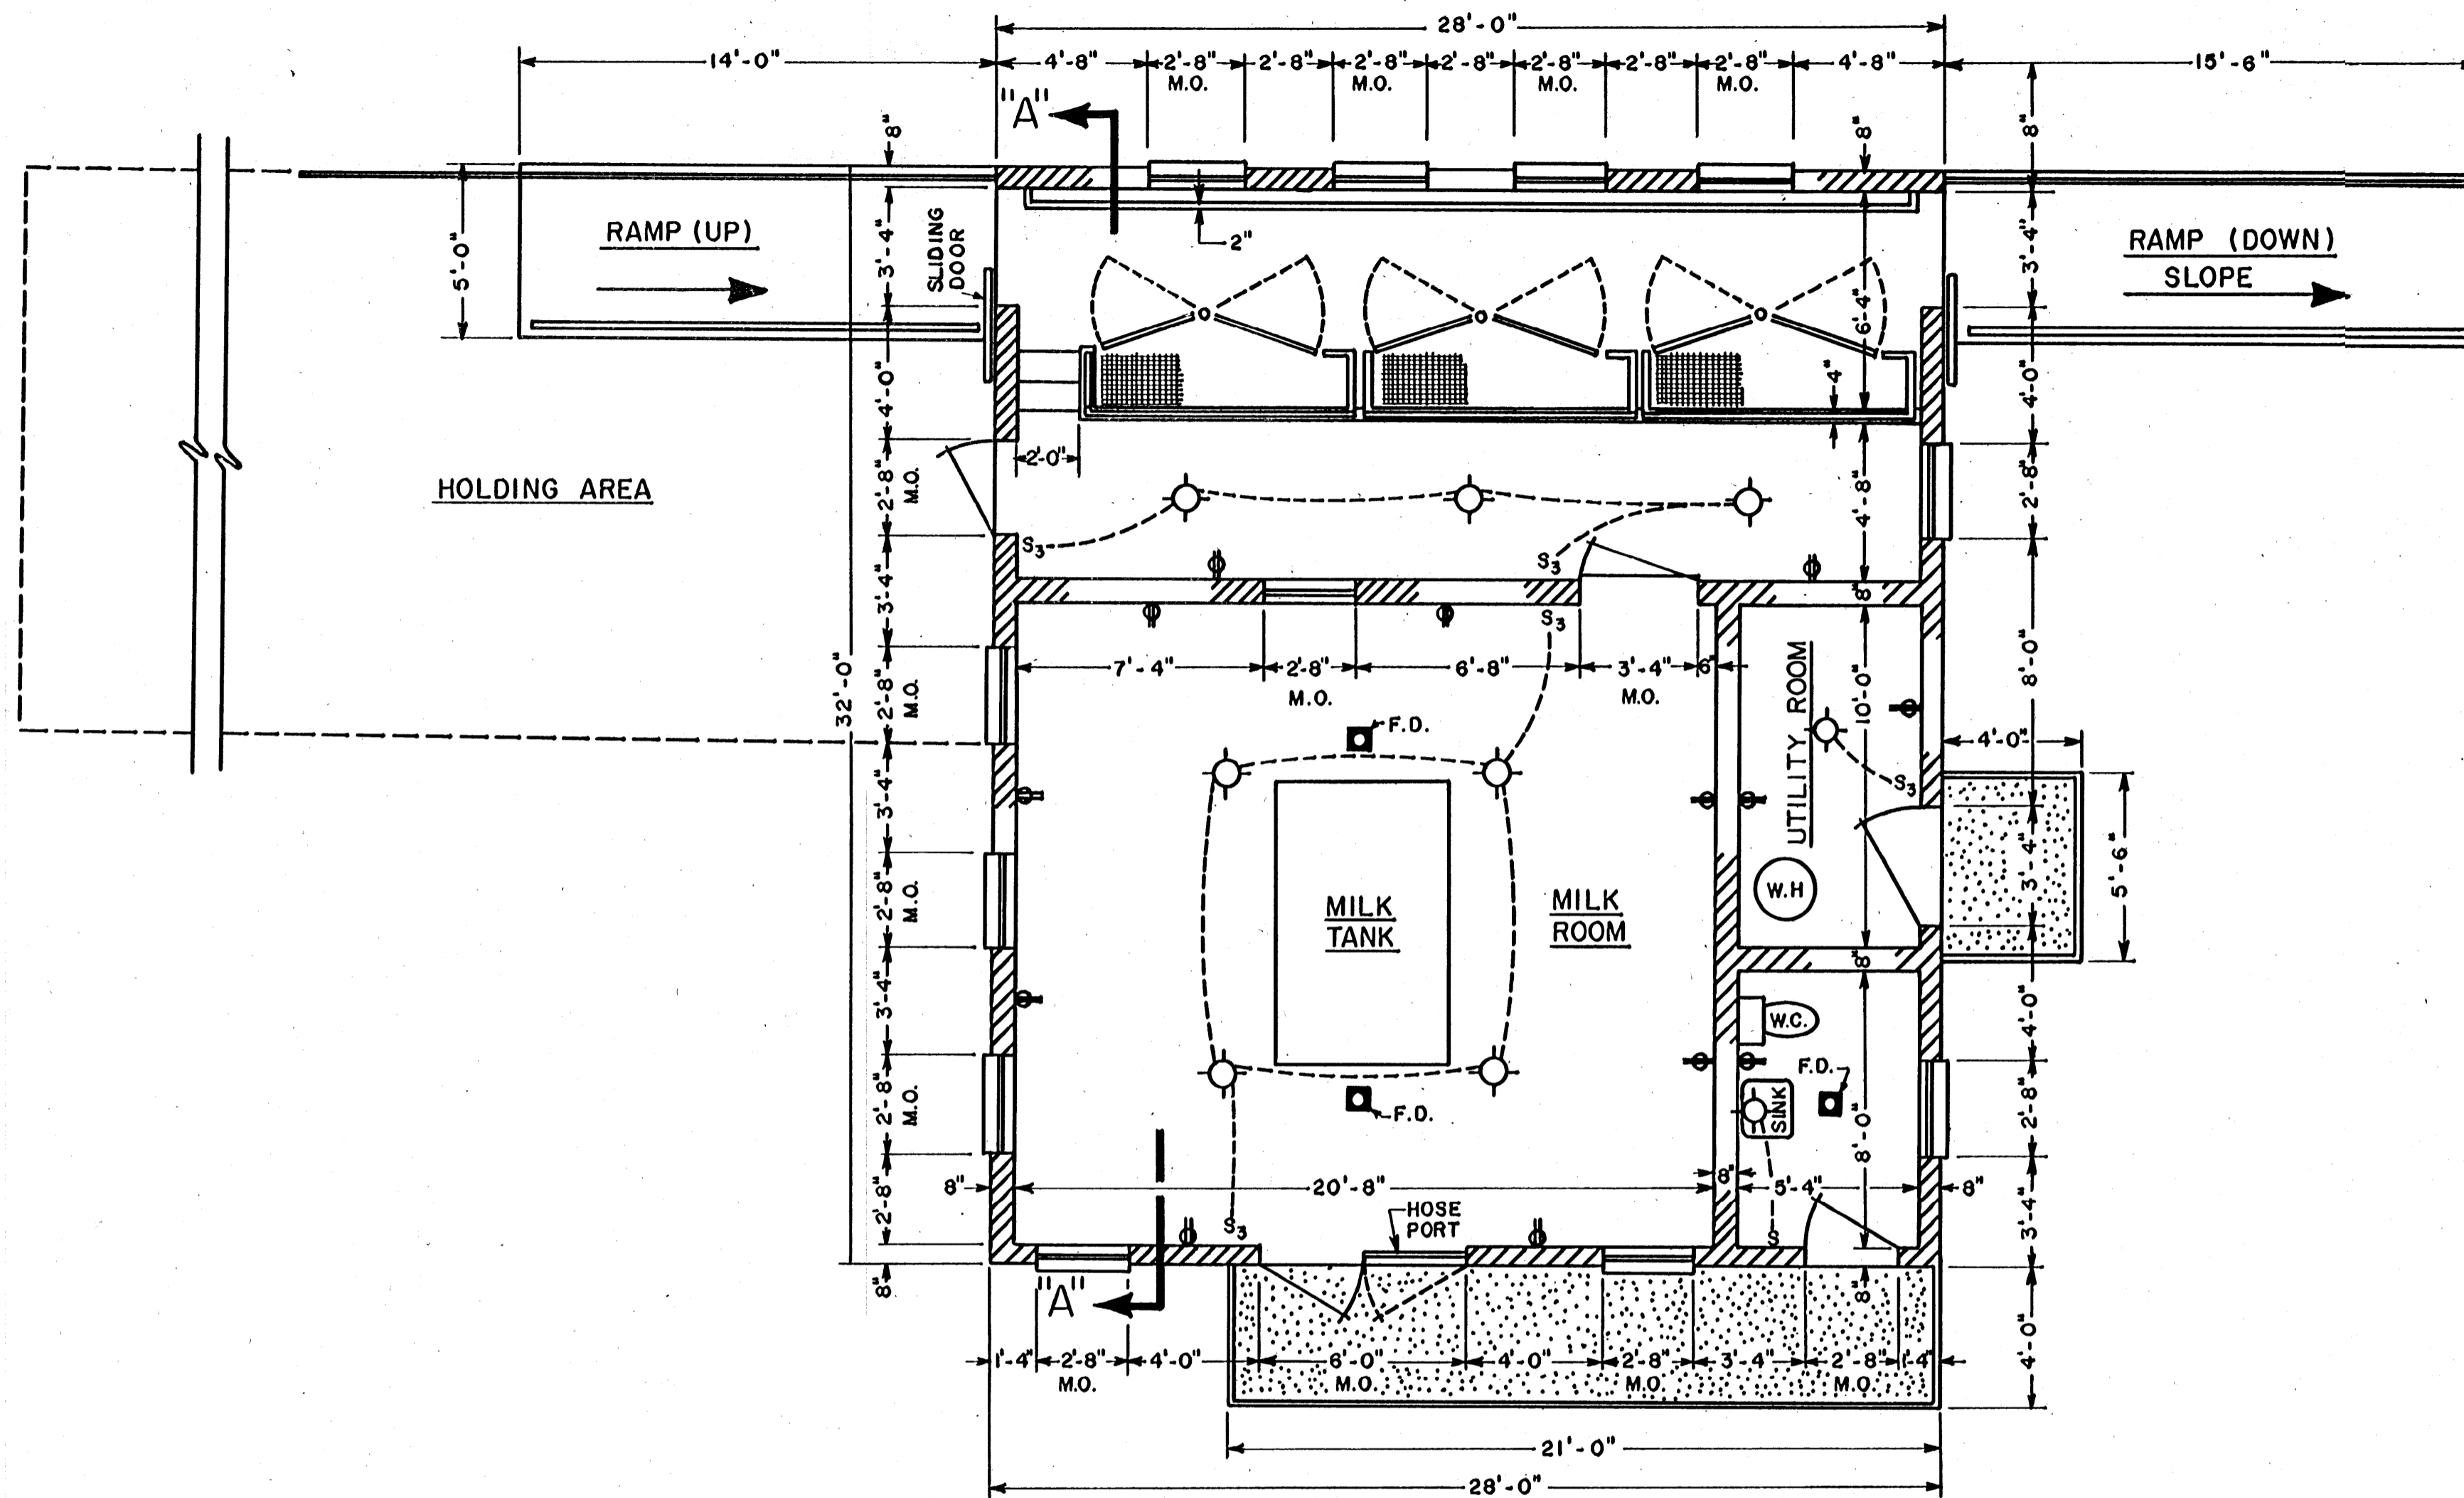 28'-0"
14'-0"
4'-8"
2'-8"
2'-8"
2'-8"
2'-8"
2'-8"
2'-8"
2'-8"
4'-8"
15'-6"
M.O.
M.O.
M.O.
M.O.
"A"
8"
8"
8"
RAMP (UP)
SLIDING
DOOR
2"
RAMP (DOWN)
SLOPE
5'-0"
3'-4"
6'-4"
3'-4"
4'-0"
4"
4'-0"
HOLDING AREA
2'-8"
M.O.
2'-0"
4'-8"
2'-8"
S3
S3
3'-4"
8"
S3
32'-0"
2'-8"
M.O.
7'-4"
2'-8"
M.O.
6'-8"
3'-4"
M.O.
6"
UTILITY ROOM
10'-0"
8'-0"
F.D.
4'-0"
S3
3'-4"
2'-8"
M.O.
MILK
TANK
MILK
ROOM
W.H
3'-4"
5'-6"
3'-4"
8"
4'-0"
W.C.
F.D.
SINK
2'-8"
M.O.
F.D.
8'-0"
2'-8"
2'-8"
8"
20'-8"
8"
5'-4"
8"
3'-4"
S3
HOSE
PORT
S
8"
"A"
8"
1'-4"
2'-8"
M.O.
4'-0"
6'-0"
M.O.
4'-0"
2'-8"
M.O.
3'-4"
2'-8"
M.O.
1'-4"
4'-0"
21'-0"
28'-0"